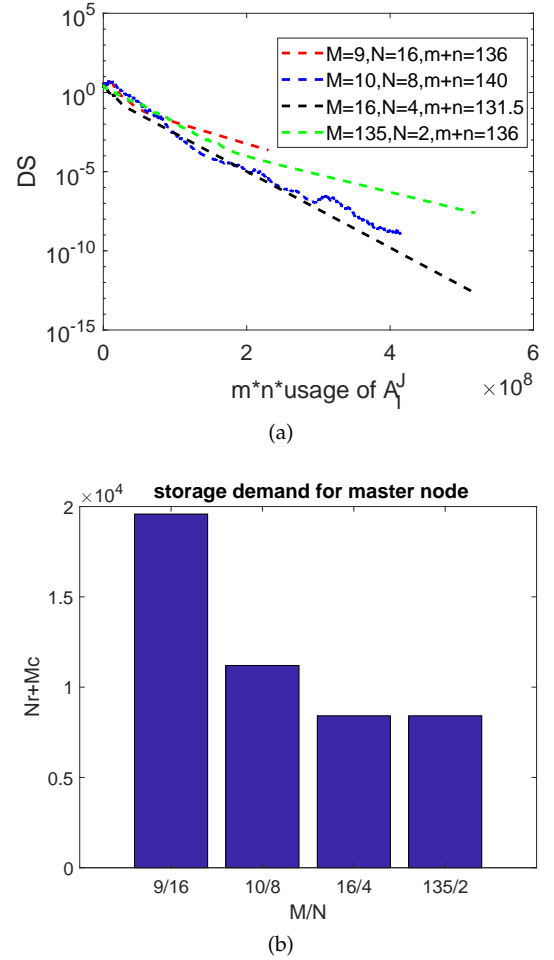 10^0
10^-5
10^-10
10^-15
DS
M=9,N=16,m+n=136
M=10,N=8,m+n=140
M=16,N=4,m+n=131.5
M=135,N=2,m+n=136
0 2 4 6
m*n*usage of A_I^J ×10^8
(a)
storage demand for master node
×10^4
2
1.5
1
0.5
0
Nr+Mc
9/16 10/8 16/4 135/2
M/N
(b)